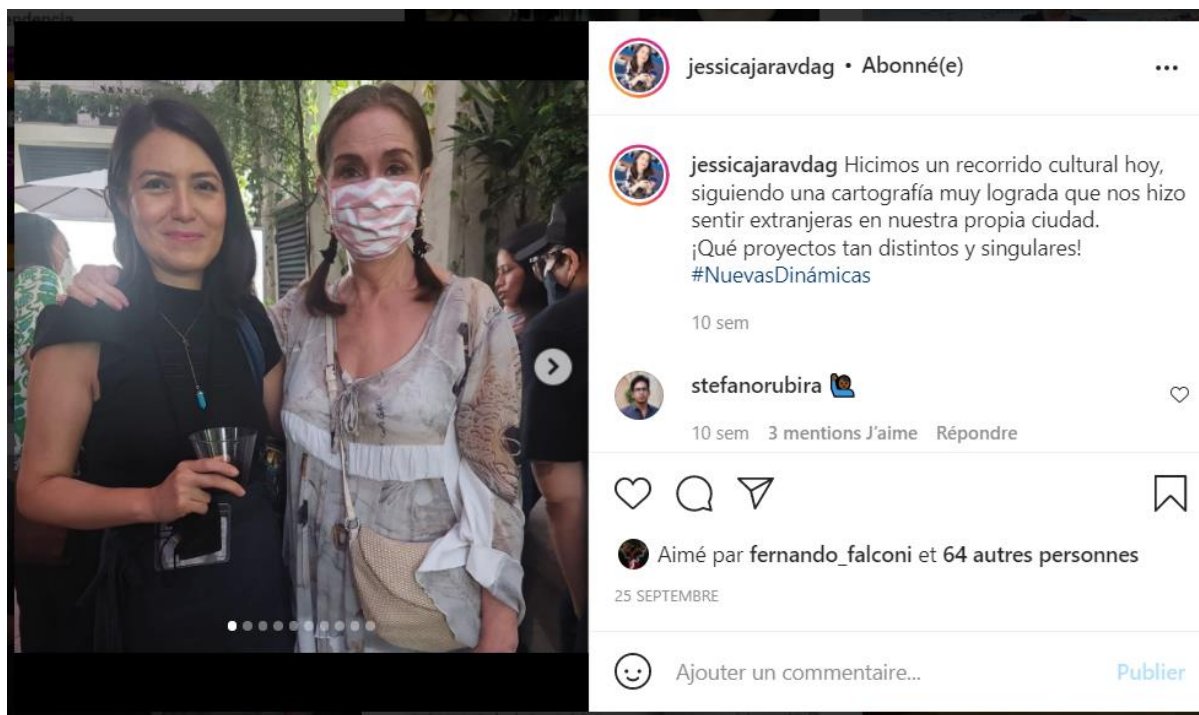 jessicajaravdag • Abonné(e)
jessicajaravdag Hicimos un recorrido cultural hoy,
siguiendo una cartografía muy lograda que nos hizo
sentir extranjeras en nuestra propia ciudad.
¡Qué proyectos tan distintos y singulares!
#NuevasDinámicas
10 sem
stefanorubira 🙋🏿‍♂️
10 sem 3 mentions J’aime Répondre
Aimé par fernando_falconi et 64 autres personnes
25 SEPTEMBRE
Ajouter un commentaire... Publier